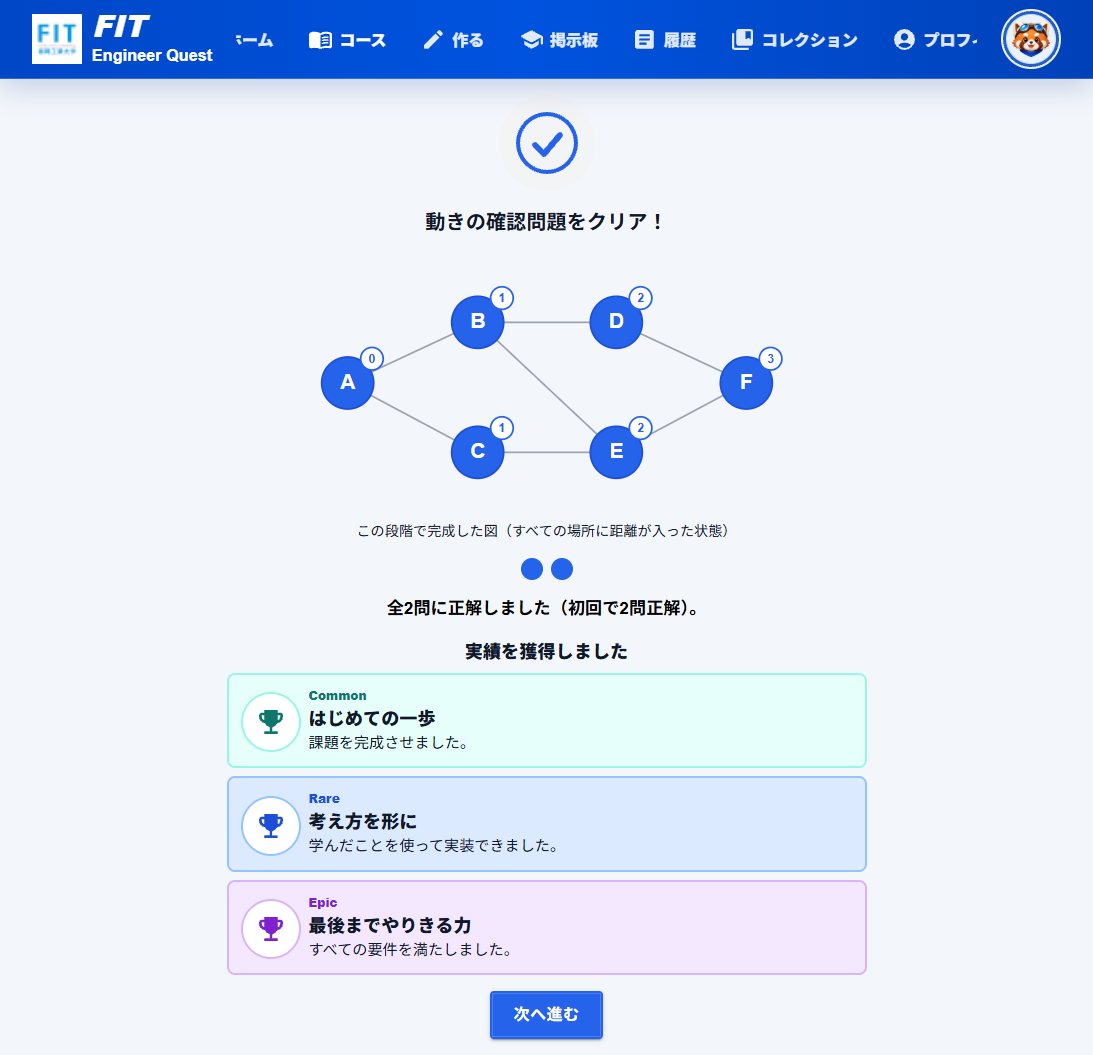 FIT
FIT
Engineer Quest
ーム
コース
作る
掲示板
履歴
コレクション
プロフ
動きの確認問題をクリア！
B
1
D
2
A
0
F
3
C
1
E
2
この段階で完成した図（すべての場所に距離が入った状態）
全2問に正解しました（初回で2問正解）。
実績を獲得しました
Common
はじめての一歩
課題を完成させました。
Rare
考え方を形に
学んだことを使って実装できました。
Epic
最後までやりきる力
すべての要件を満たしました。
次へ進む